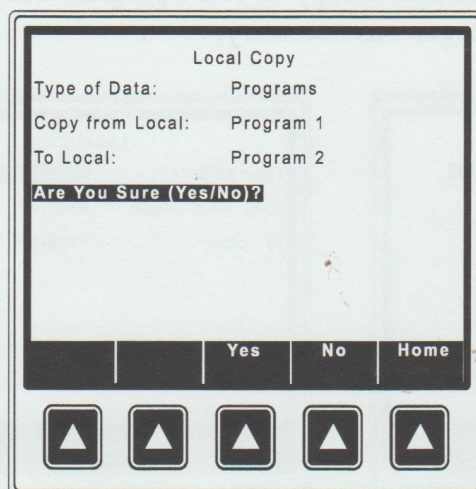 Local Copy
Type of Data: Programs
Copy from Local: Program 1
To Local: Program 2
Are You Sure (Yes/No)?
Yes No Home